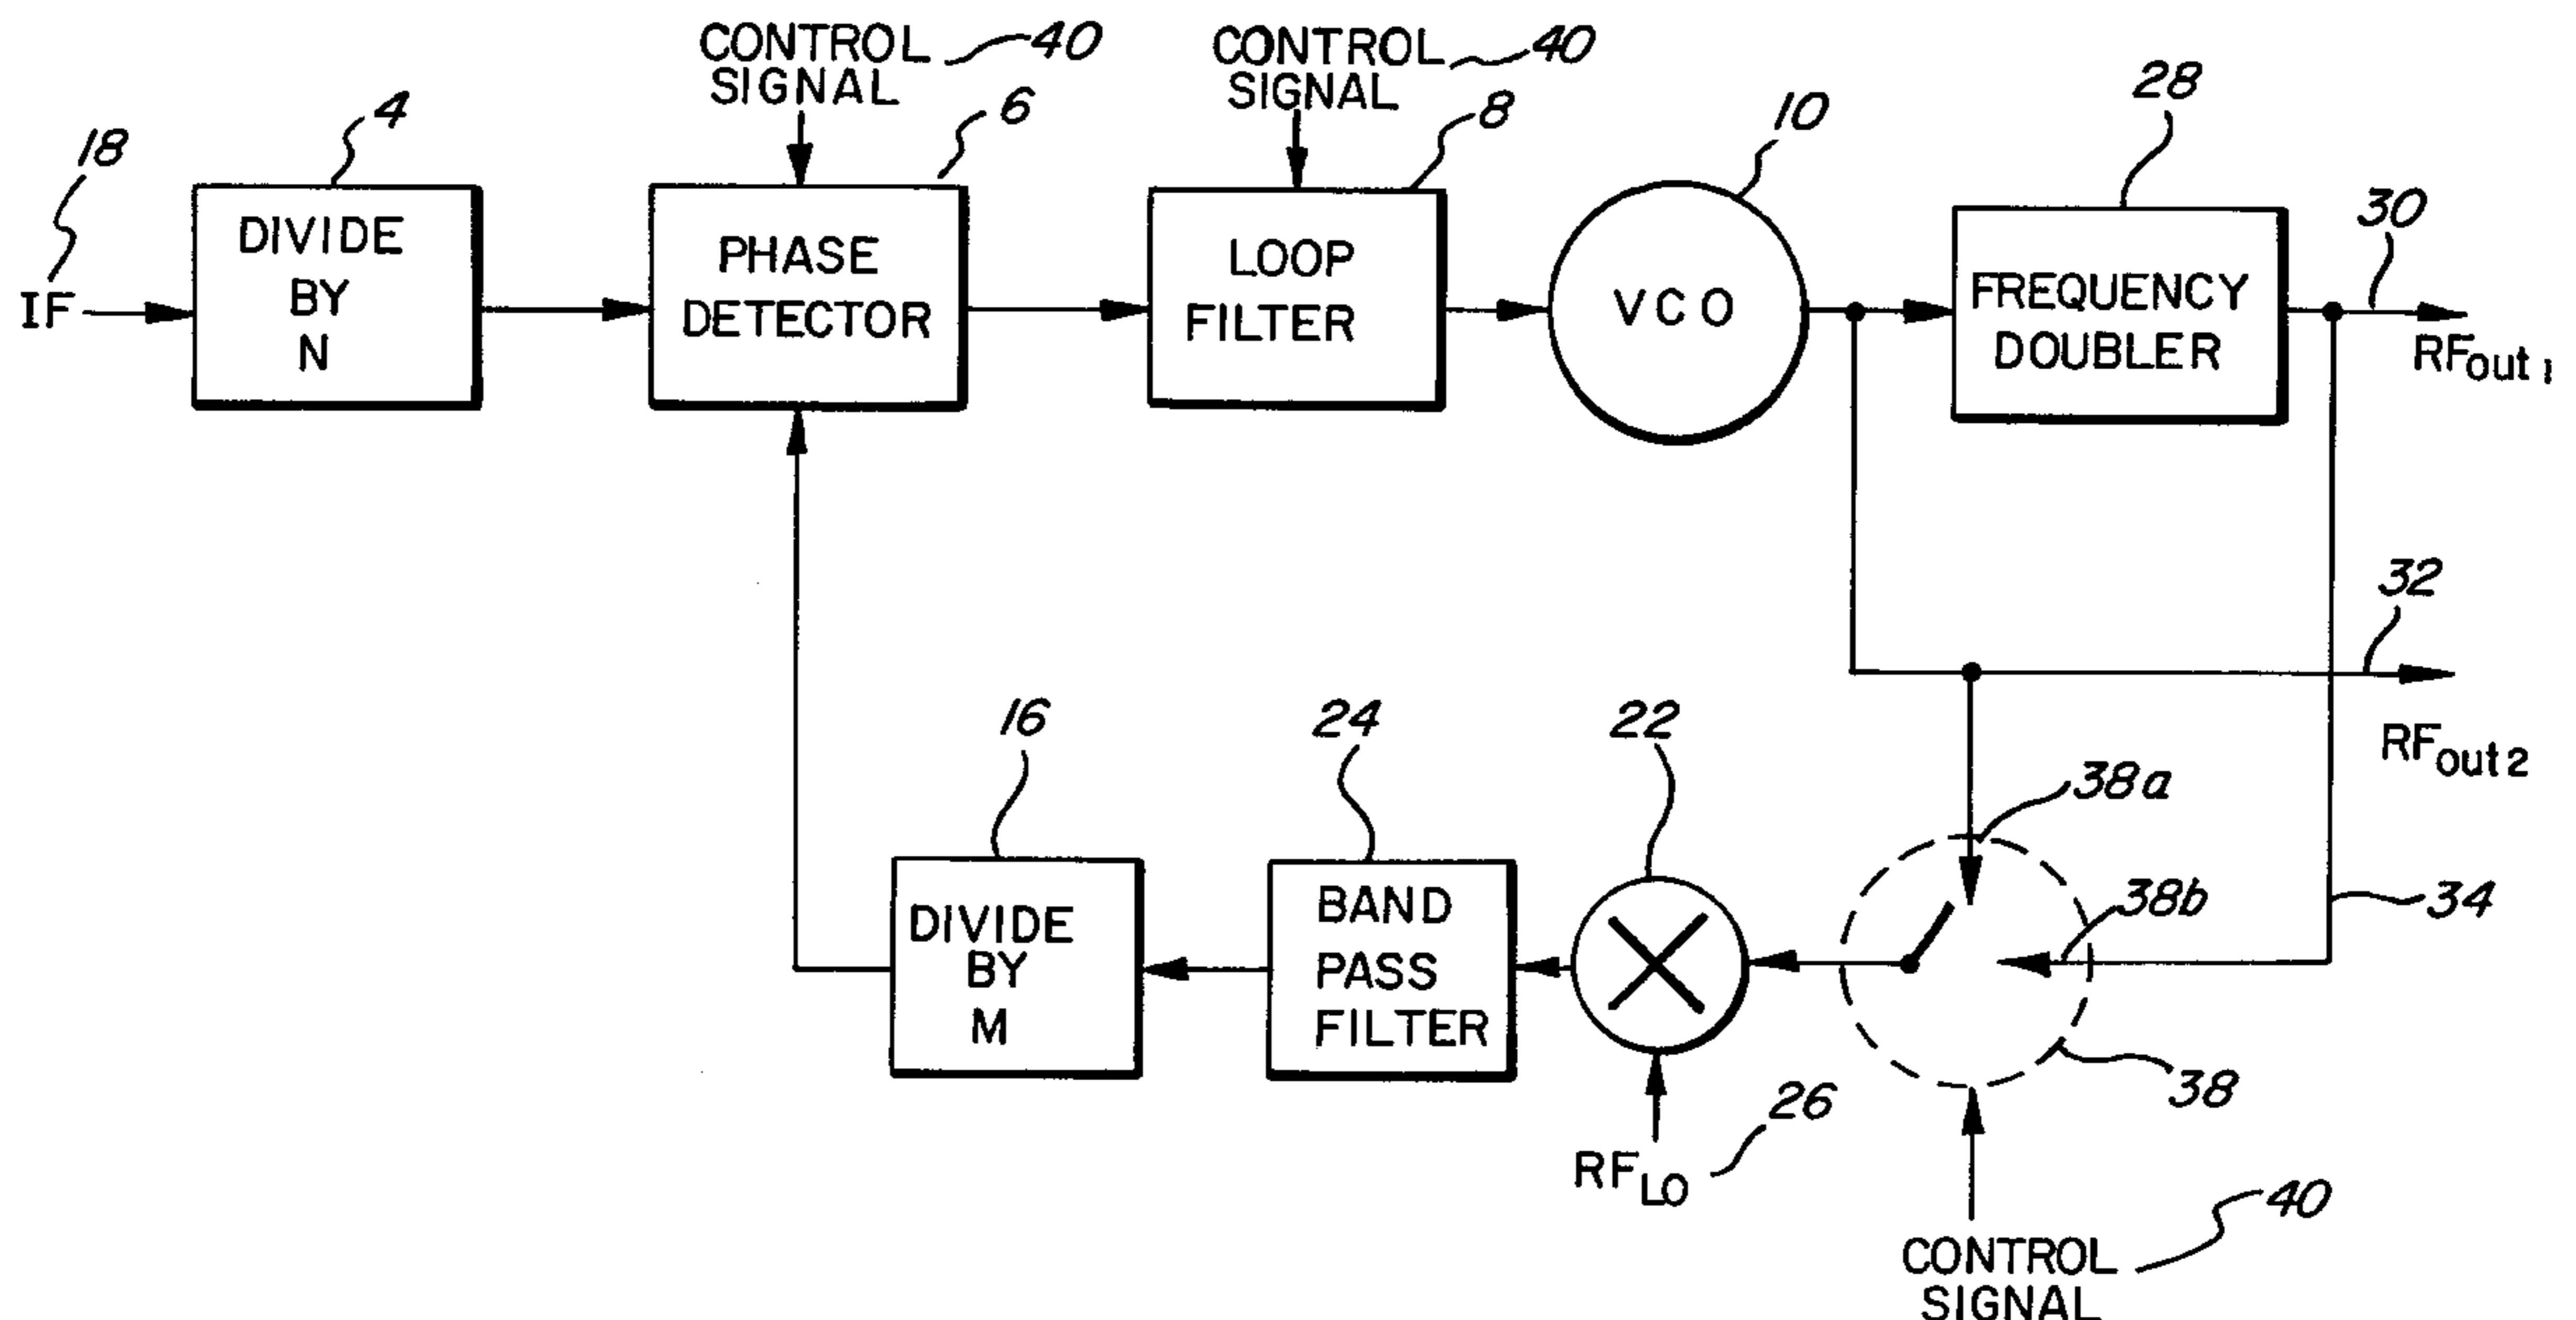 CONTROL 40
SIGNAL
CONTROL 40
SIGNAL
18
4
6
8
10
28
30
IF
DIVIDE
BY
N
PHASE
DETECTOR
LOOP
FILTER
VCO
FREQUENCY
DOUBLER
RFout1
32
RFout2
16
24
22
38a
38b
34
DIVIDE
BY
M
BAND
PASS
FILTER
38
26
RFLO
40
CONTROL
SIGNAL